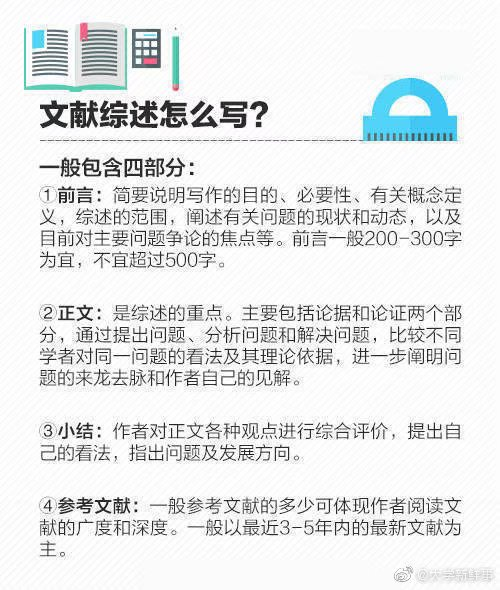 文献综述怎么写?
一般包含四部分：
①前言：简要说明写作的目的、必要性、有关概念定
义，综述的范围，阐述有关问题的现状和动态，以及
目前对主要问题争论的焦点等。前言一般200-300字
为宜，不宜超过500字。
②正文：是综述的重点。主要包括论据和论证两个部
分，通过提出问题、分析问题和解决问题，比较不同
学者对同一问题的看法及其理论依据，进一步阐明问
题的来龙去脉和作者自己的见解。
③小结：作者对正文各种观点进行综合评价，提出自
己的看法，指出问题及发展方向。
④参考文献：一般参考文献的多少可体现作者阅读文
献的广度和深度。一般以最近3-5年内的最新文献为
主。
@大学新鲜事